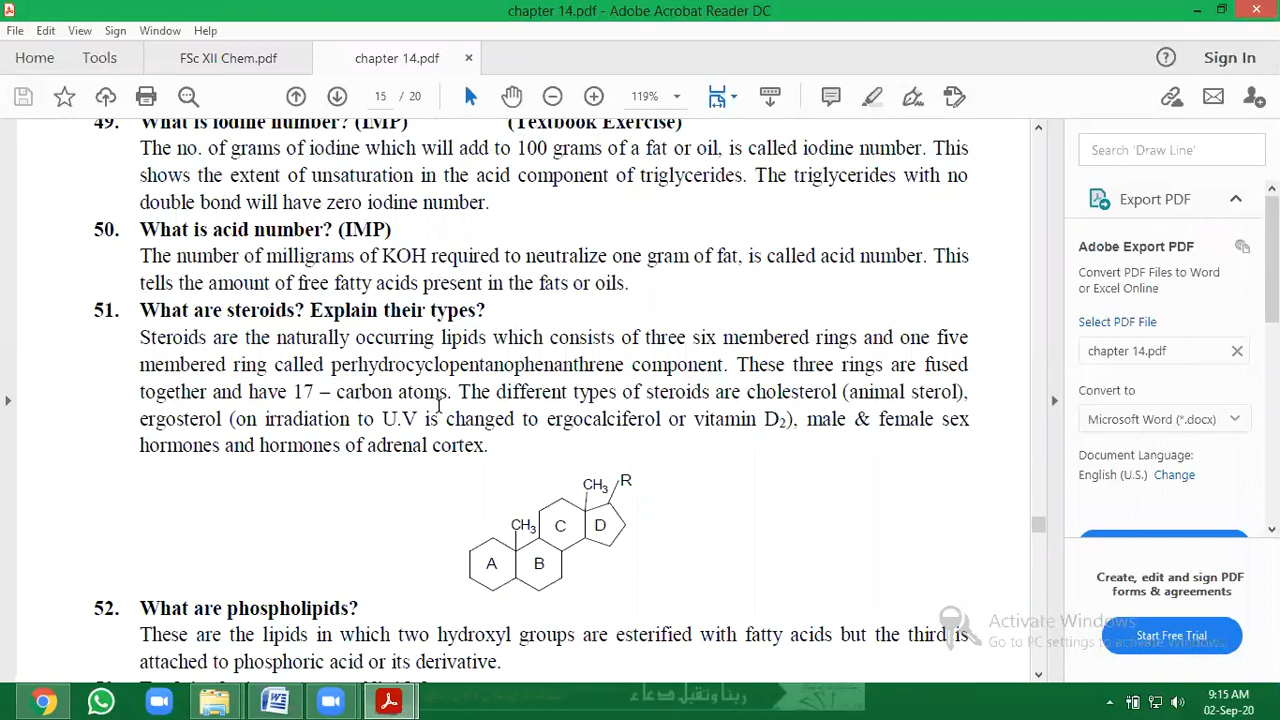 chapter 14.pdf - Adobe Acrobat Reader DC
File Edit View Sign Window Help
Home Tools FSc XII Chem.pdf chapter 14.pdf × Sign In
15 / 20 119%
49. What is iodine number? (IMP) (Textbook Exercise)
The no. of grams of iodine which will add to 100 grams of a fat or oil, is called iodine number. This
shows the extent of unsaturation in the acid component of triglycerides. The triglycerides with no
double bond will have zero iodine number.
50. What is acid number? (IMP)
The number of milligrams of KOH required to neutralize one gram of fat, is called acid number. This
tells the amount of free fatty acids present in the fats or oils.
51. What are steroids? Explain their types?
Steroids are the naturally occurring lipids which consists of three six membered rings and one five
membered ring called perhydrocyclopentanophenanthrene component. These three rings are fused
together and have 17 – carbon atoms. The different types of steroids are cholesterol (animal sterol),
ergosterol (on irradiation to U.V is changed to ergocalciferol or vitamin D₂), male & female sex
hormones and hormones of adrenal cortex.
CH₃ R
CH₃ C D
A B
52. What are phospholipids?
These are the lipids in which two hydroxyl groups are esterified with fatty acids but the third is
attached to phosphoric acid or its derivative.
Search 'Draw Line'
Export PDF
Adobe Export PDF
Convert PDF Files to Word
or Excel Online
Select PDF File
chapter 14.pdf
Convert to
Microsoft Word (*.docx)
Document Language:
English (U.S.) Change
Create, edit and sign PDF
forms & agreements
Start Free Trial
Activate Windows
Go to PC settings to activate Windows.
ربنا وتقبل دعاء
9:15 AM
02-Sep-20